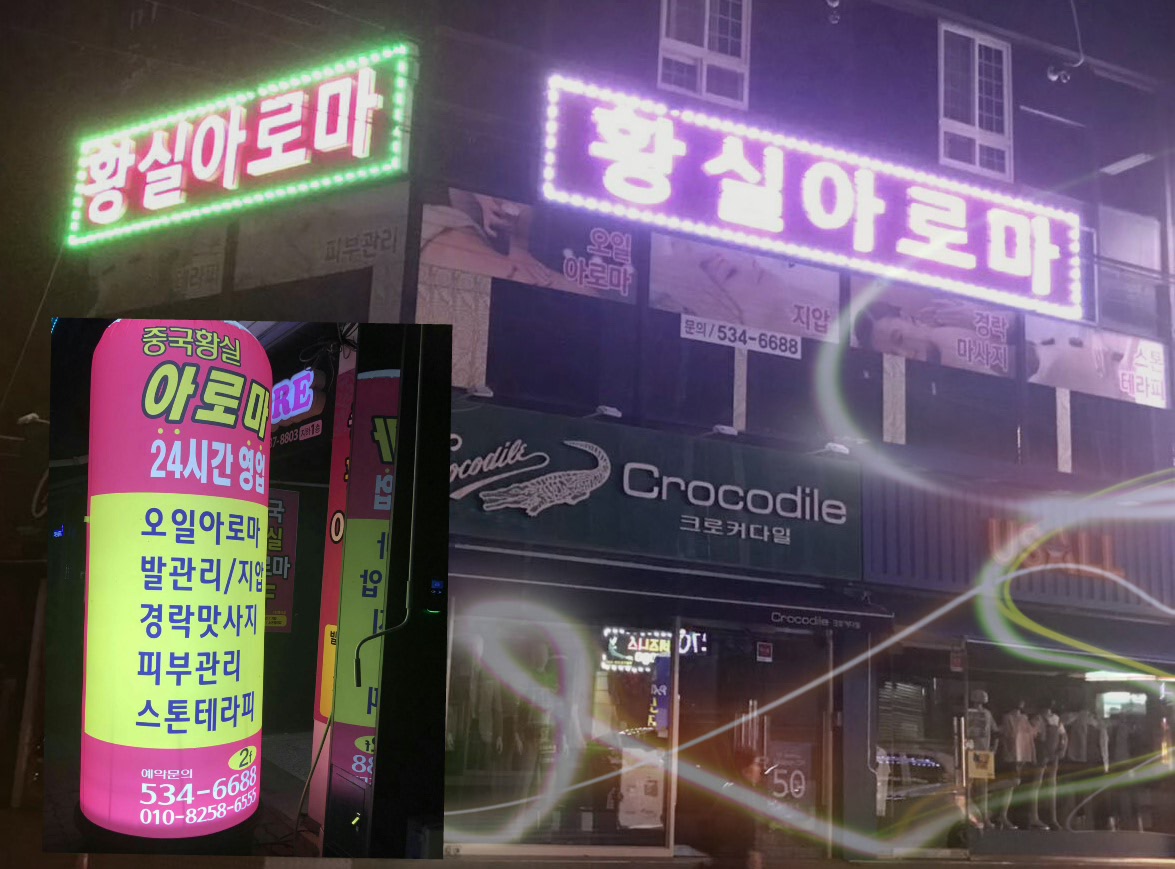 황실아로마
황실아로마
피부관리
오일
아로마
지압
경락
마사지
스톤
테라피
문의/534-6688
Crocodile
Crocodile
크로커다일
Crocodile
50
중국황실
아로마
24시간 영업
오일아로마
발관리/지압
경락맛사지
피부관리
스톤테라피
2f
예약문의
534-6688
010-8258-6555
RE